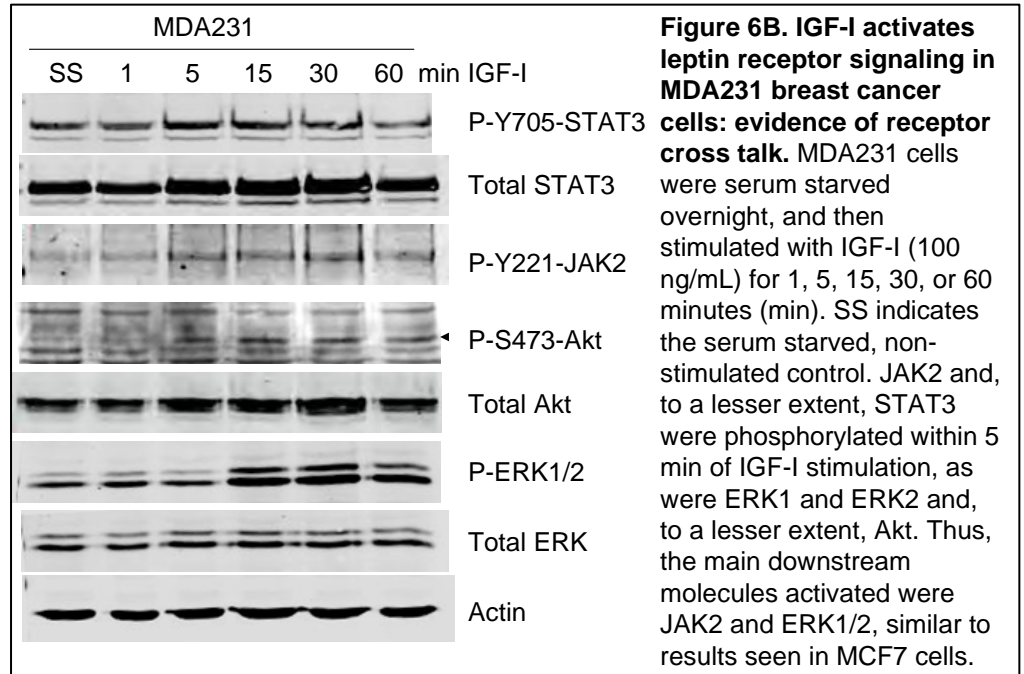 MDA231
SS 1 5 15 30 60 min IGF-I
P-Y705-STAT3
Total STAT3
P-Y221-JAK2
P-S473-Akt
Total Akt
P-ERK1/2
Total ERK
Actin
Figure 6B. IGF-I activates
leptin receptor signaling in
MDA231 breast cancer
cells: evidence of receptor
cross talk. MDA231 cells
were serum starved
overnight, and then
stimulated with IGF-I (100
ng/mL) for 1, 5, 15, 30, or 60
minutes (min). SS indicates
the serum starved, non-
stimulated control. JAK2 and,
to a lesser extent, STAT3
were phosphorylated within 5
min of IGF-I stimulation, as
were ERK1 and ERK2 and,
to a lesser extent, Akt. Thus,
the main downstream
molecules activated were
JAK2 and ERK1/2, similar to
results seen in MCF7 cells.